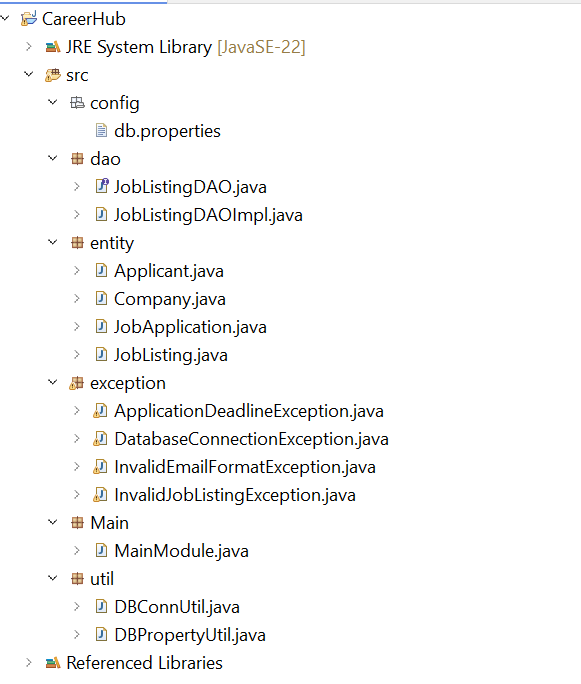 CareerHub
JRE System Library [JavaSE-22]
src
config
db.properties
dao
JobListingDAO.java
JobListingDAOImpl.java
entity
Applicant.java
Company.java
JobApplication.java
JobListing.java
exception
ApplicationDeadlineException.java
DatabaseConnectionException.java
InvalidEmailFormatException.java
InvalidJobListingException.java
Main
MainModule.java
util
DBConnUtil.java
DBPropertyUtil.java
Referenced Libraries